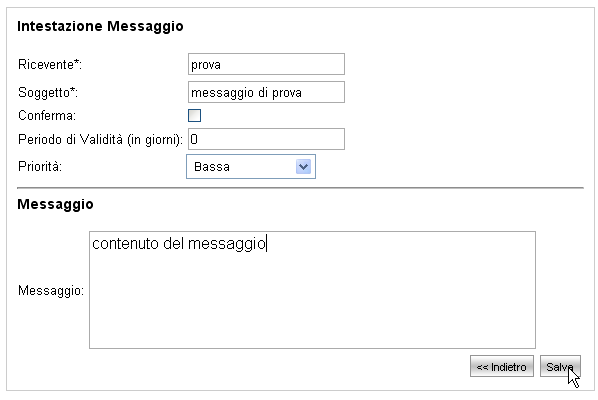 Intestazione Messaggio
Ricevente*: prova
Soggetto*: messaggio di prova
Conferma:
Periodo di Validità (in giorni): 0
Priorità: Bassa
Messaggio
contenuto del messaggio
Messaggio:
<< Indietro Salva